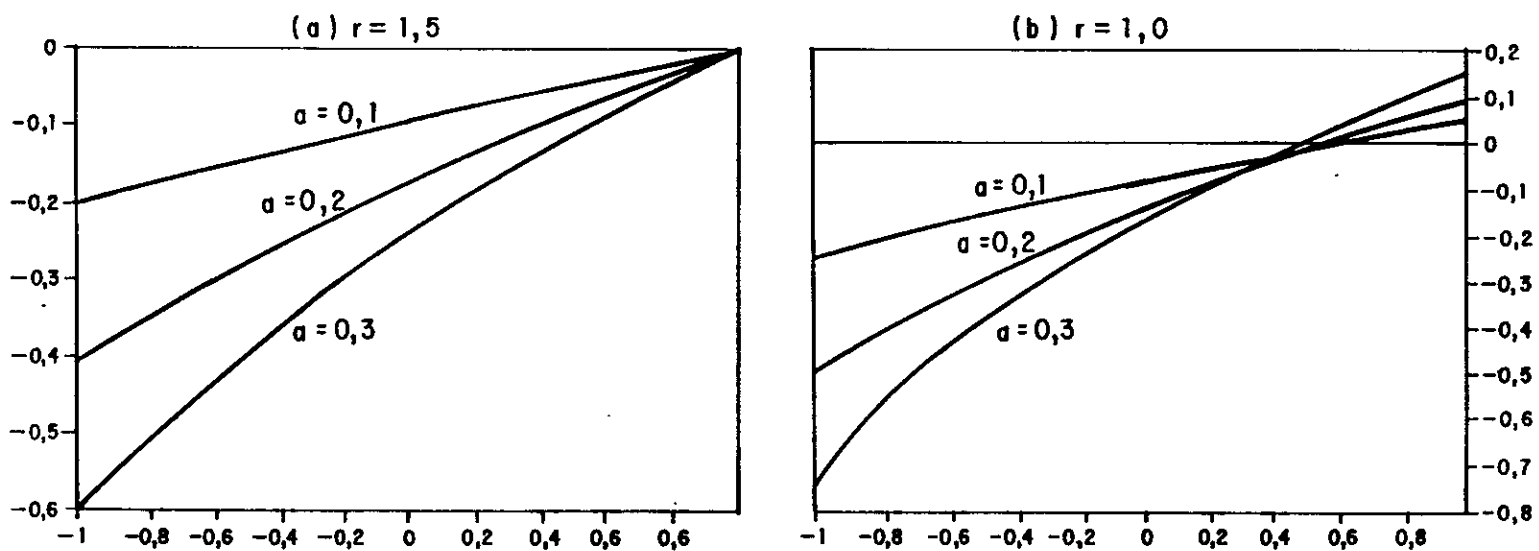 (a) r = 1,5
0
-0,1
-0,2
-0,3
-0,4
-0,5
-0,6
a = 0,1
a = 0,2
a = 0,3
-1 -0,8 -0,6 -0,4 -0,2 0 0,2 0,4 0,6 0,6
(b) r = 1,0
0,2
0,1
0
-0,1
-0,2
-0,3
-0,4
-0,5
-0,6
-0,7
-0,8
a = 0,1
a = 0,2
a = 0,3
-1 -0,8 -0,6 -0,4 -0,2 0 0,2 0,4 0,6 0,8